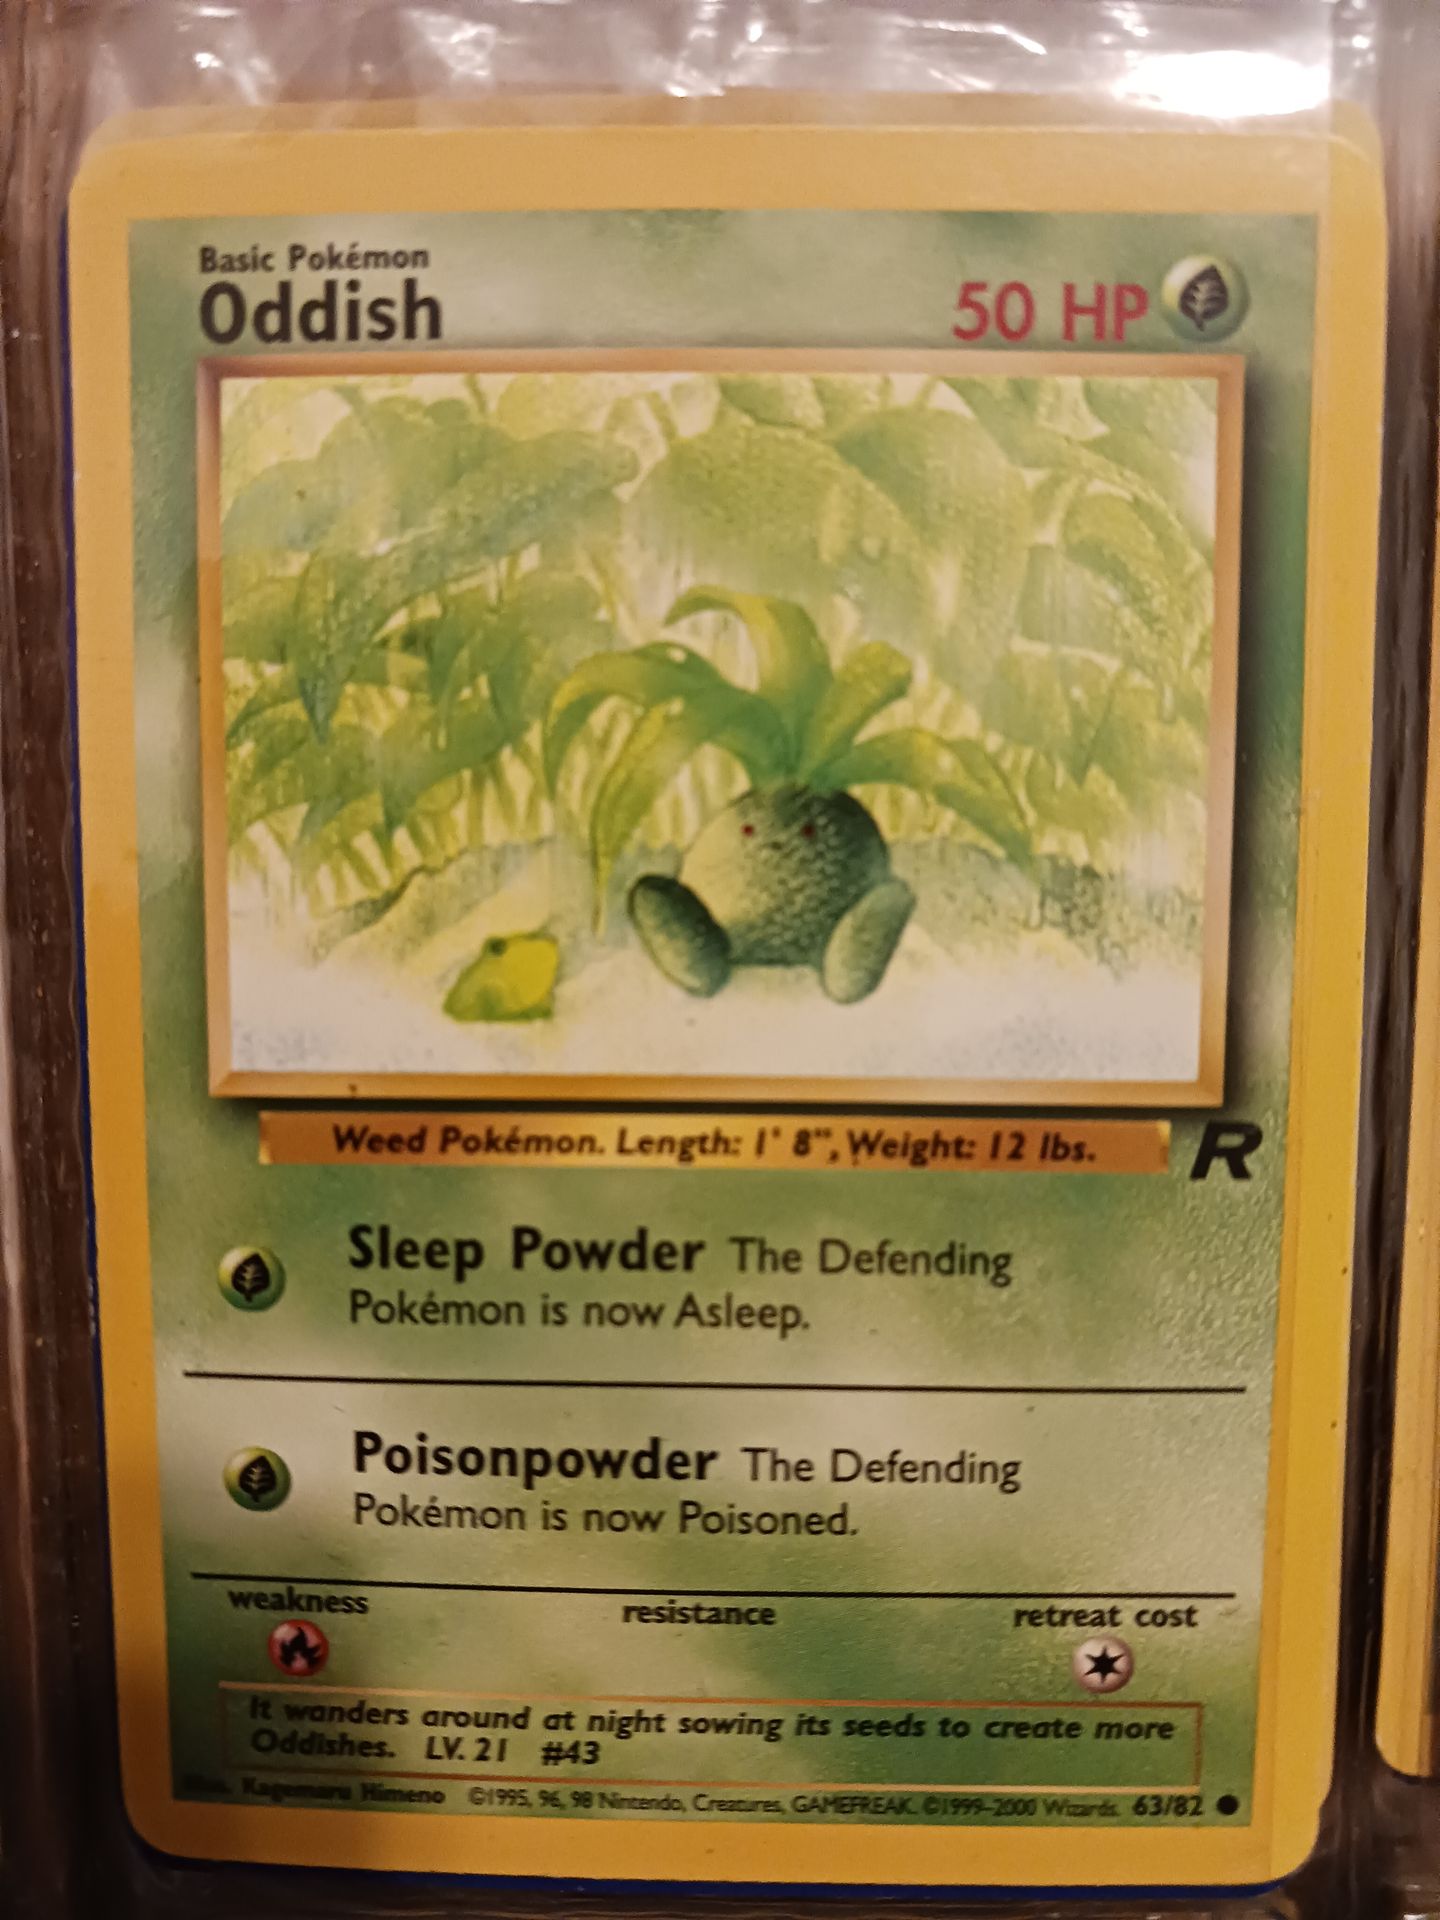 Basic Pokémon
Oddish
50 HP
Weed Pokémon. Length: 1' 8", Weight: 12 lbs.
R
Sleep Powder The Defending
Pokémon is now Asleep.
Poisonpowder The Defending
Pokémon is now Poisoned.
weakness resistance retreat cost
It wanders around at night sowing its seeds to create more
Oddishes. LV. 21 #43
Kagemaru Himeno ©1995, 96, 98 Nintendo, Creatures, GAMEFREAK. ©1999-2000 Wizards. 63/82